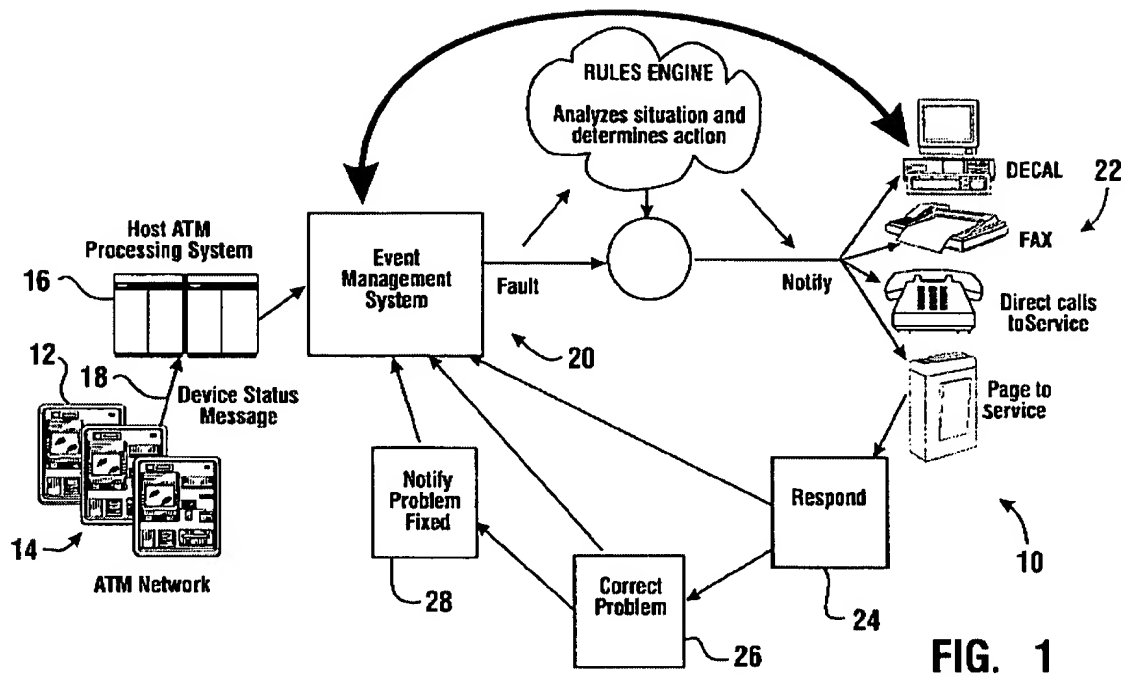 RULES ENGINE
Analyzes situation and
determines action
DECAL
22
FAX
Host ATM
Processing System
16
Event
Management
System
Fault
Notify
Direct calls
toService
20
12
18
Device Status
Message
Page to
Service
Notify
Problem
Fixed
Respond
14
ATM Network
28
Correct
Problem
24
10
26
FIG. 1